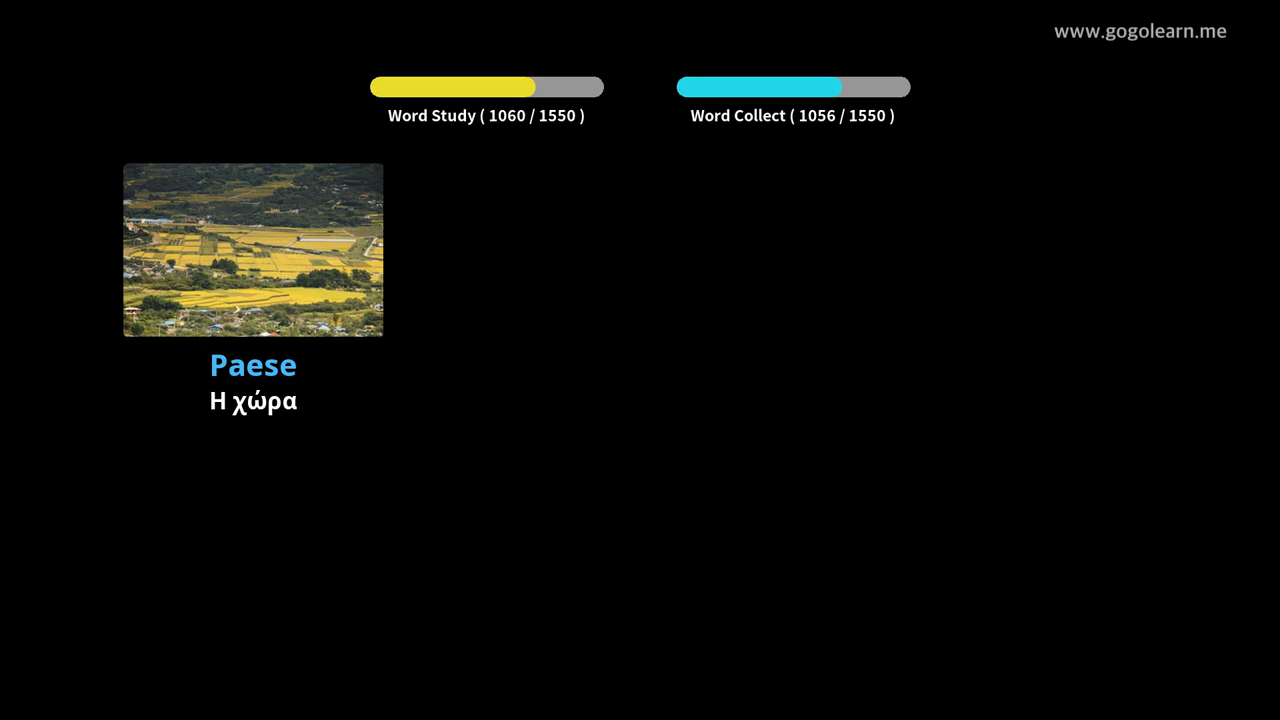 www.gogolearn.me
Word Study ( 1060 / 1550 )
Word Collect ( 1056 / 1550 )
Paese
Η χώρα